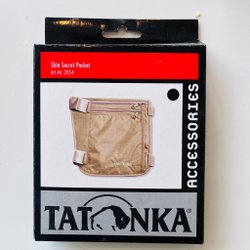 Skin Secret Pocket
Art. No. 2854
ACCESSORIES
TATONKA